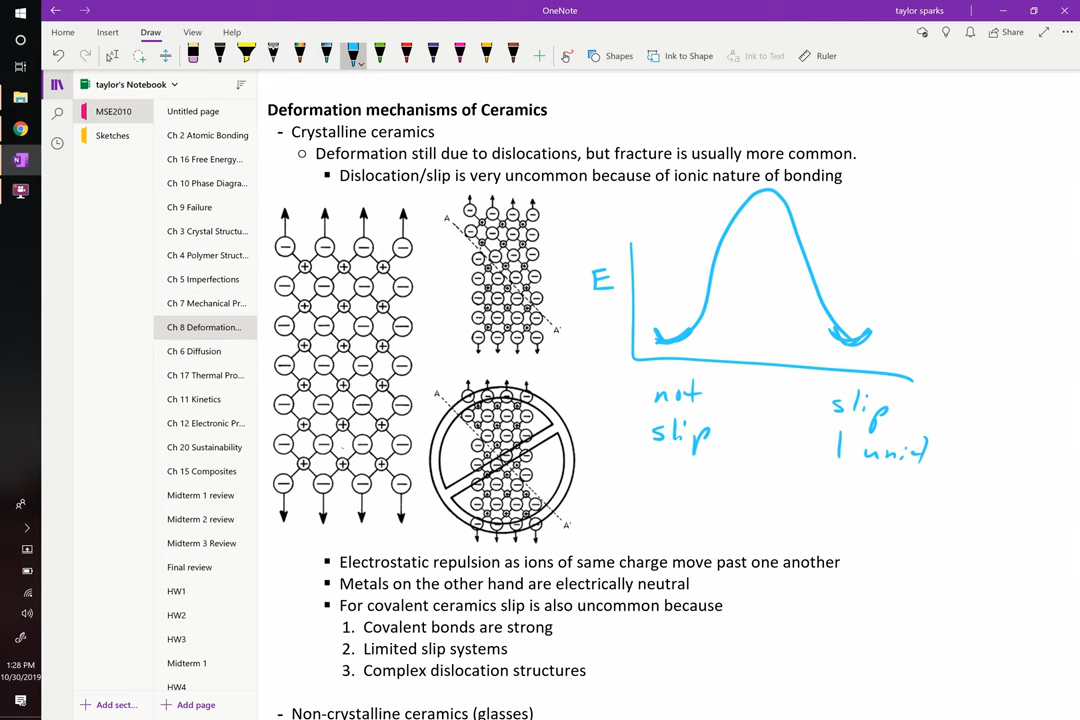 OneNote
taylor sparks
Home
Insert
Draw
View
Help
Share
Shapes
Ink to Shape
Ink to Text
Ruler
taylor's Notebook
MSE2010
Sketches
Untitled page
Ch 2 Atomic Bonding
Ch 16 Free Energy...
Ch 10 Phase Diagra...
Ch 9 Failure
Ch 3 Crystal Structu...
Ch 4 Polymer Struct...
Ch 5 Imperfections
Ch 7 Mechanical Pr...
Ch 8 Deformation...
Ch 6 Diffusion
Ch 17 Thermal Pro...
Ch 11 Kinetics
Ch 12 Electronic Pr...
Ch 20 Sustainability
Ch 15 Composites
Midterm 1 review
Midterm 2 review
Midterm 3 Review
Final review
HW1
HW2
HW3
Midterm 1
HW4
Add sect...
Add page
1:28 PM
10/30/2019
Deformation mechanisms of Ceramics
- Crystalline ceramics
Deformation still due to dislocations, but fracture is usually more common.
Dislocation/slip is very uncommon because of ionic nature of bonding
A
A'
A
A'
E
not
slip
slip
1 unit
Electrostatic repulsion as ions of same charge move past one another
Metals on the other hand are electrically neutral
For covalent ceramics slip is also uncommon because
1. Covalent bonds are strong
2. Limited slip systems
3. Complex dislocation structures
- Non-crystalline ceramics (glasses)